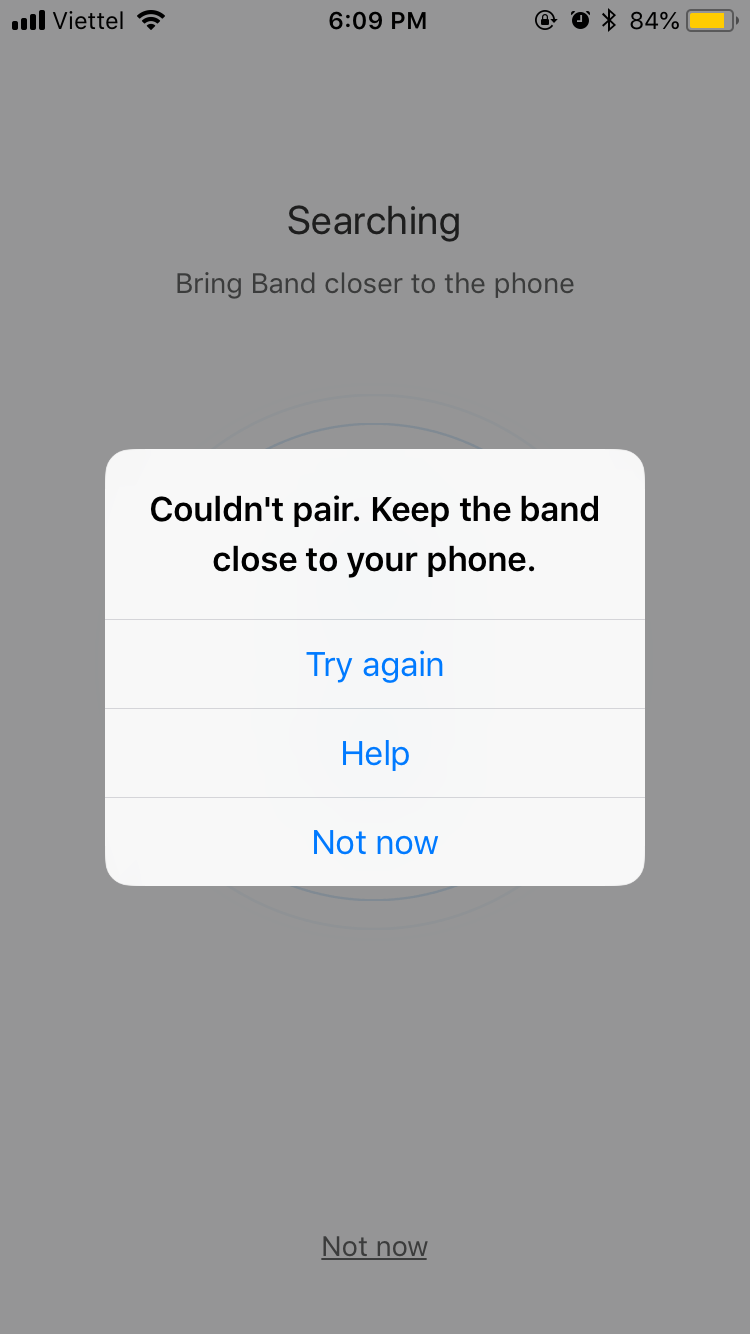 Viettel 6:09 PM 84%
Searching
Bring Band closer to the phone
Couldn't pair. Keep the band
close to your phone.
Try again
Help
Not now
Not now